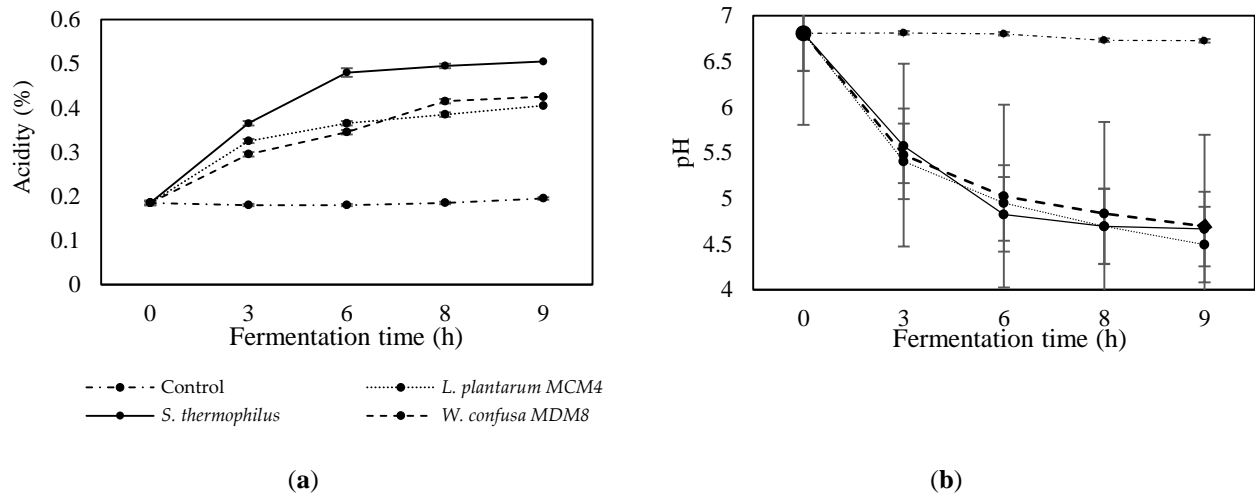 0.6
0.5
0.4
0.3
0.2
0.1
0
Acidity (%)
0 3 6 8 9
Fermentation time (h)
Control
L. plantarum MCM4
S. thermophilus
W. confusa MDM8
(a)
7
6.5
6
5.5
5
4.5
4
pH
0 3 6 8 9
Fermentation time (h)
(b)